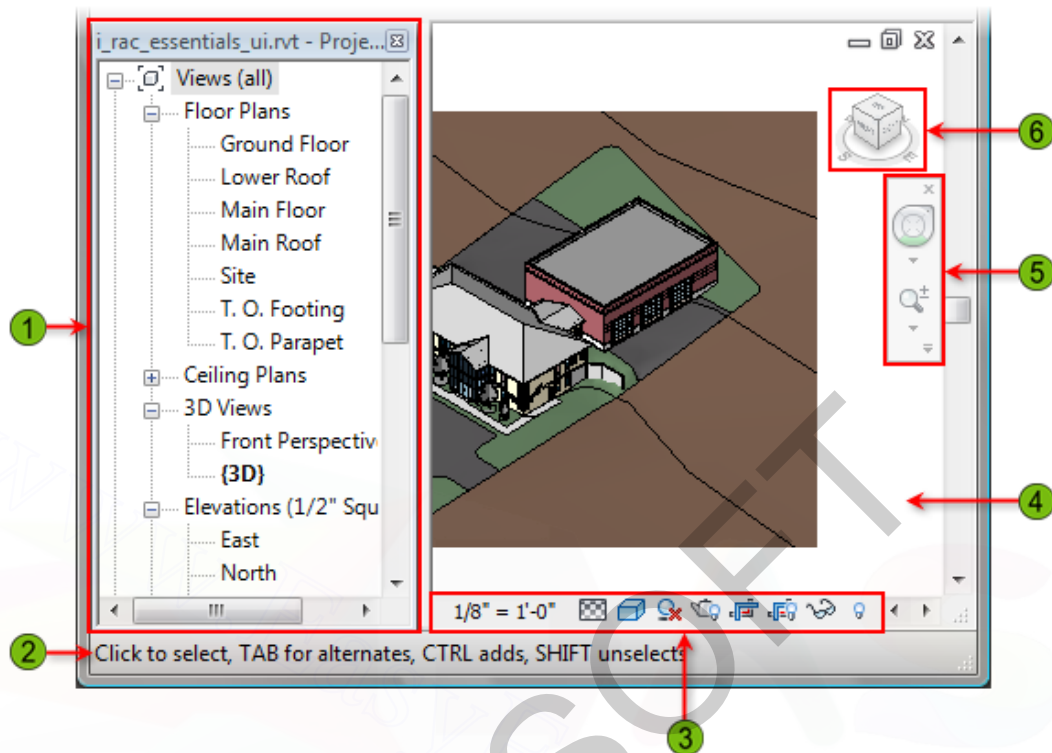 i_rac_essentials_ui.rvt - Proje...
Views (all)
Floor Plans
Ground Floor
Lower Roof
Main Floor
Main Roof
Site
T. O. Footing
T. O. Parapet
Ceiling Plans
3D Views
Front Perspectiv
{3D}
Elevations (1/2" Squ
East
North
1/8" = 1'-0"
Click to select, TAB for alternates, CTRL adds, SHIFT unselects
1
2
3
4
5
6
S
E
SOFT